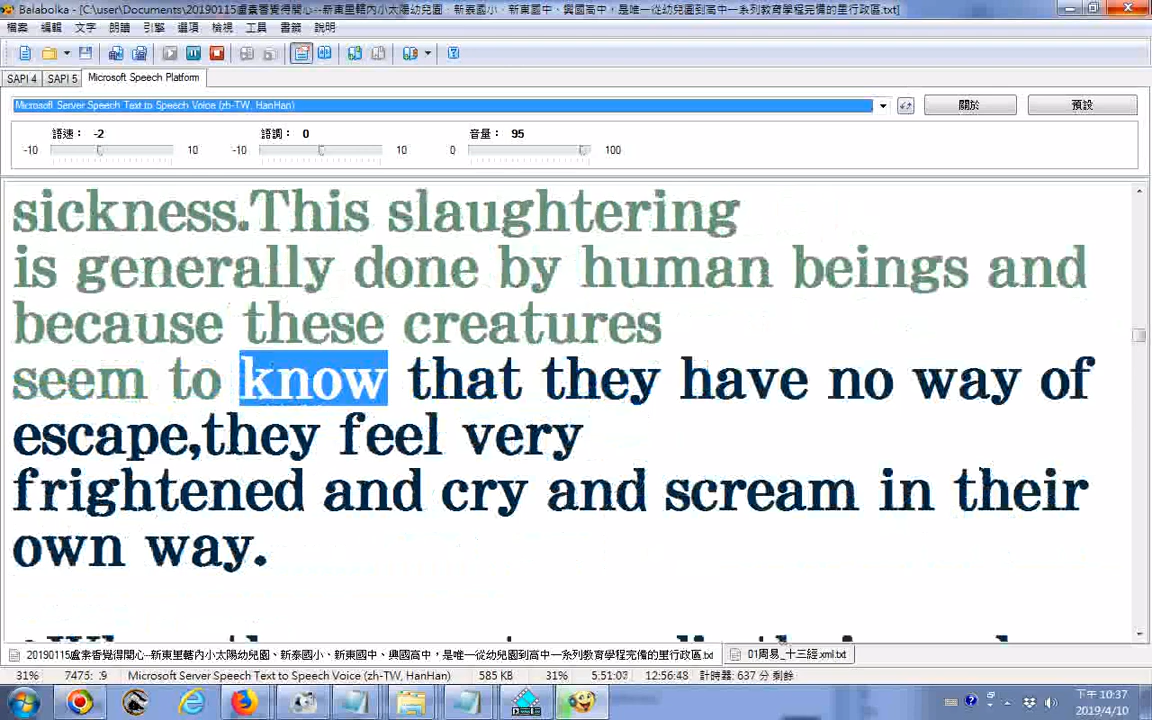 Balabolka - [C:\user\Documents\20190115盧素香覺得開心--新東里轄內小太陽幼兒園、新泰國小、新東國中、興國高中，是唯一從幼兒園到高中一系列教育學程完備的里行政區.txt]
檔案 編輯 文字 朗讀 引擎 選項 檢視 工具 書籤 說明
SAPI 4 SAPI 5 Microsoft Speech Platform
Microsoft Server Speech Text to Speech Voice (zh-TW, HanHan) 關於 預設
語速： -2 語調： 0 音量： 95
-10 10 -10 10 0 100
sickness.This slaughtering
is generally done by human beings and
because these creatures
seem to know that they have no way of
escape,they feel very
frightened and cry and scream in their
own way.
20190115盧素香覺得開心--新東里轄內小太陽幼兒園、新泰國小、新東國中、興國高中，是唯一從幼兒園到高中一系列教育學程完備的里行政區.txt 01周易_十三經.xml.txt
31% 7475: :9 Microsoft Server Speech Text to Speech Voice (zh-TW, HanHan) 585 KB 31% 5:51:03 12:56:48 計時器: 637 分 剩餘
下午 10:37
2019/4/10